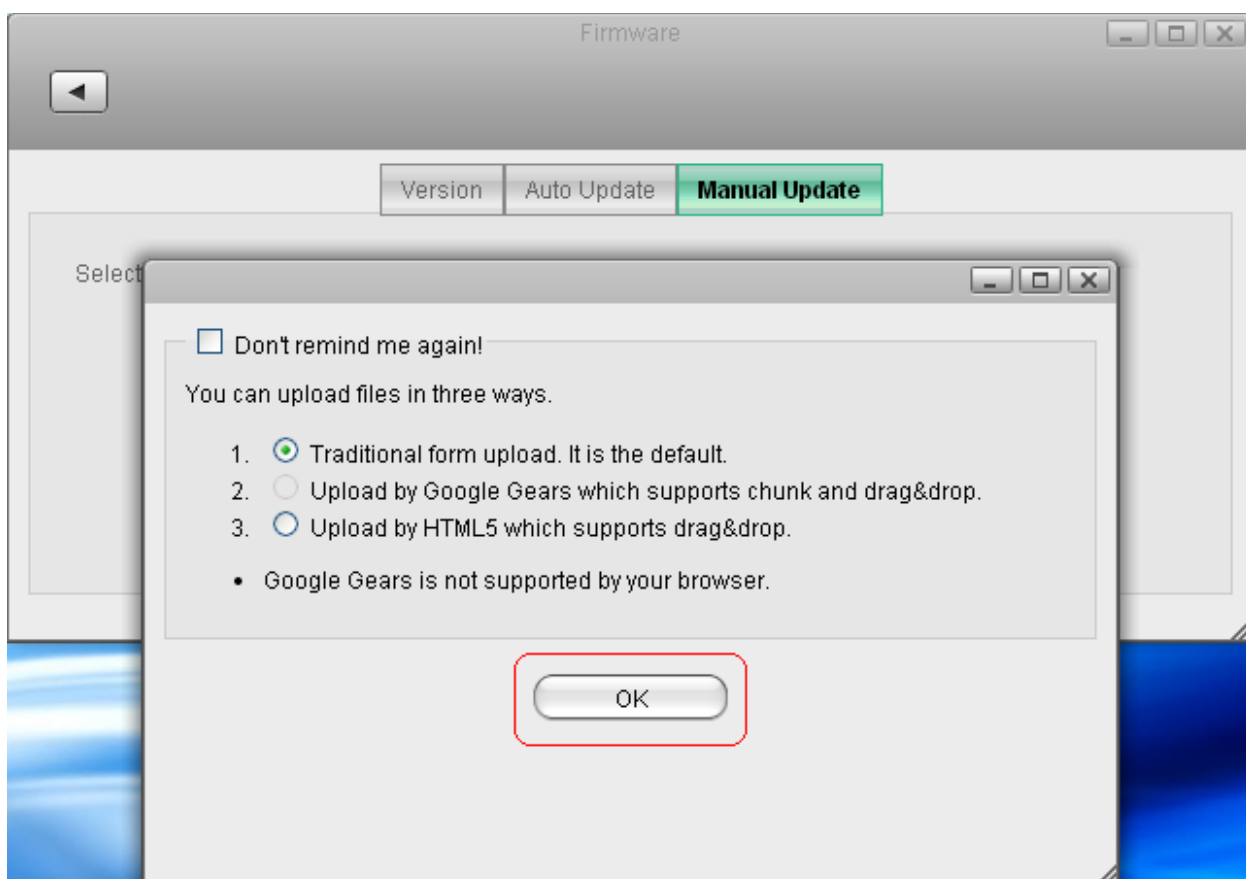 Firmware
Version Auto Update Manual Update
Select
Don't remind me again!
You can upload files in three ways.
1. Traditional form upload. It is the default.
2. Upload by Google Gears which supports chunk and drag&drop.
3. Upload by HTML5 which supports drag&drop.
• Google Gears is not supported by your browser.
OK